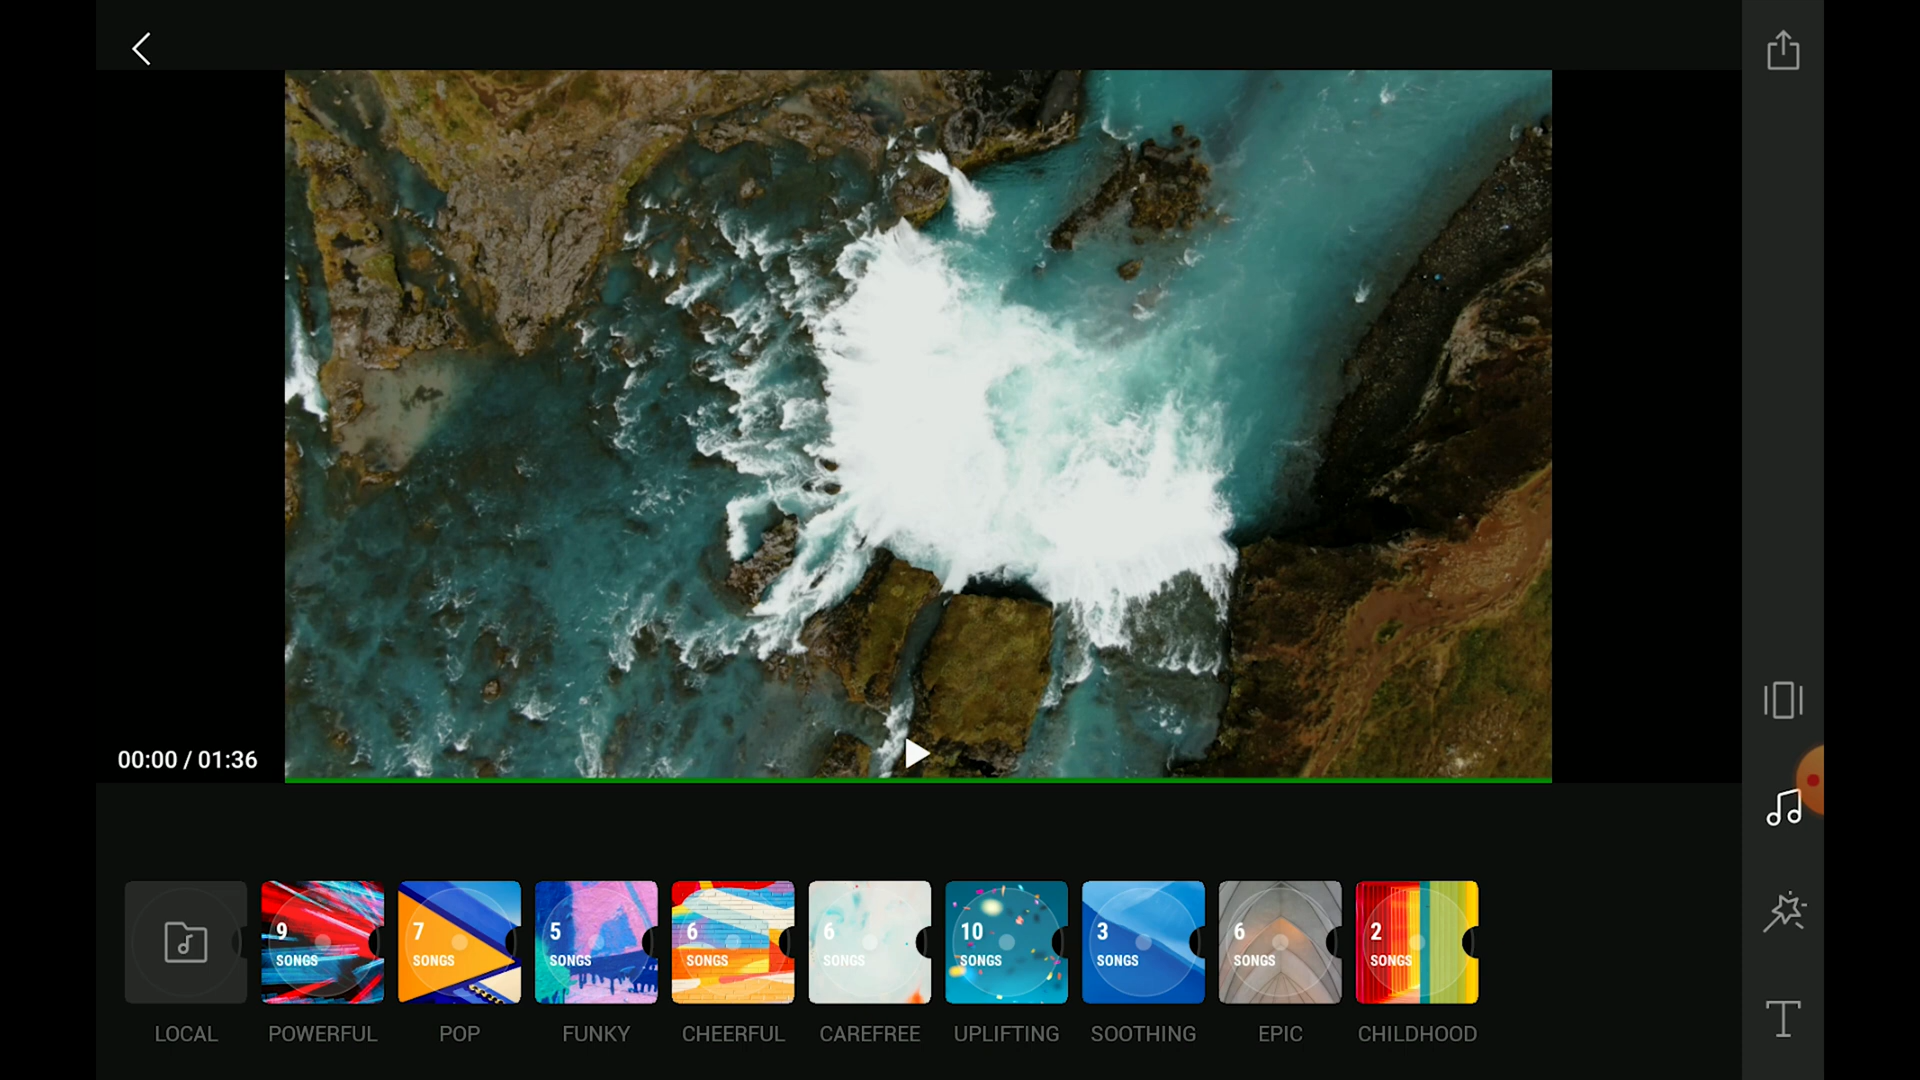 00:00 / 01:36
9 SONGS
7 SONGS
5 SONGS
6 SONGS
6 SONGS
10 SONGS
3 SONGS
6 SONGS
2 SONGS
LOCAL
POWERFUL
POP
FUNKY
CHEERFUL
CAREFREE
UPLIFTING
SOOTHING
EPIC
CHILDHOOD
T